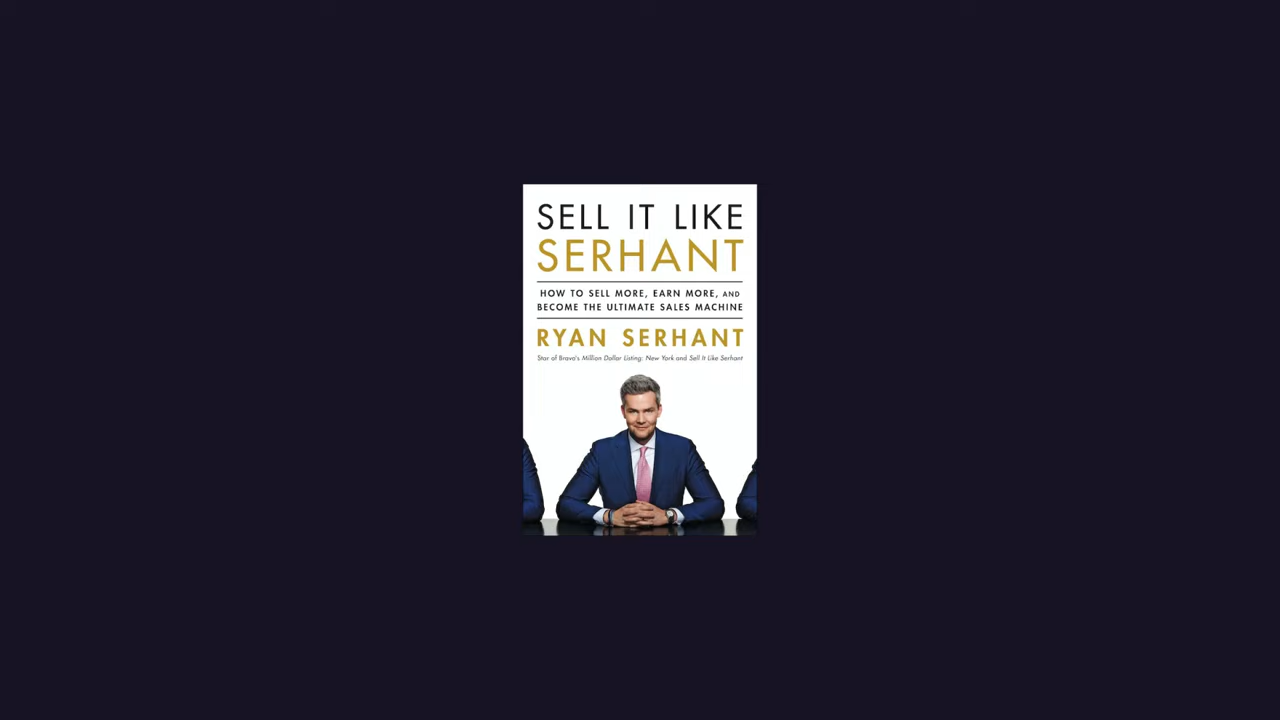 SELL IT LIKE
SERHANT
HOW TO SELL MORE, EARN MORE, AND
BECOME THE ULTIMATE SALES MACHINE
RYAN SERHANT
Star of Bravo's Million Dollar Listing: New York and Sell It Like Serhant